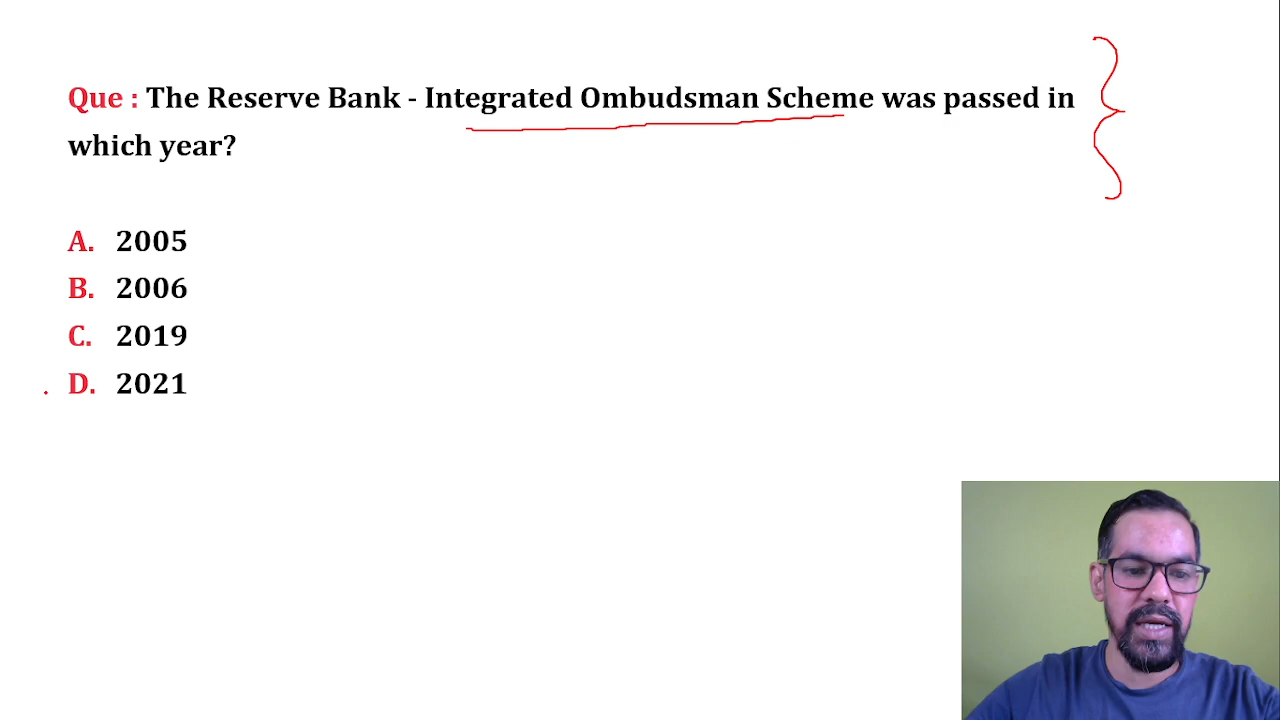 Que : The Reserve Bank - Integrated Ombudsman Scheme was passed in
which year?
A. 2005
B. 2006
C. 2019
D. 2021